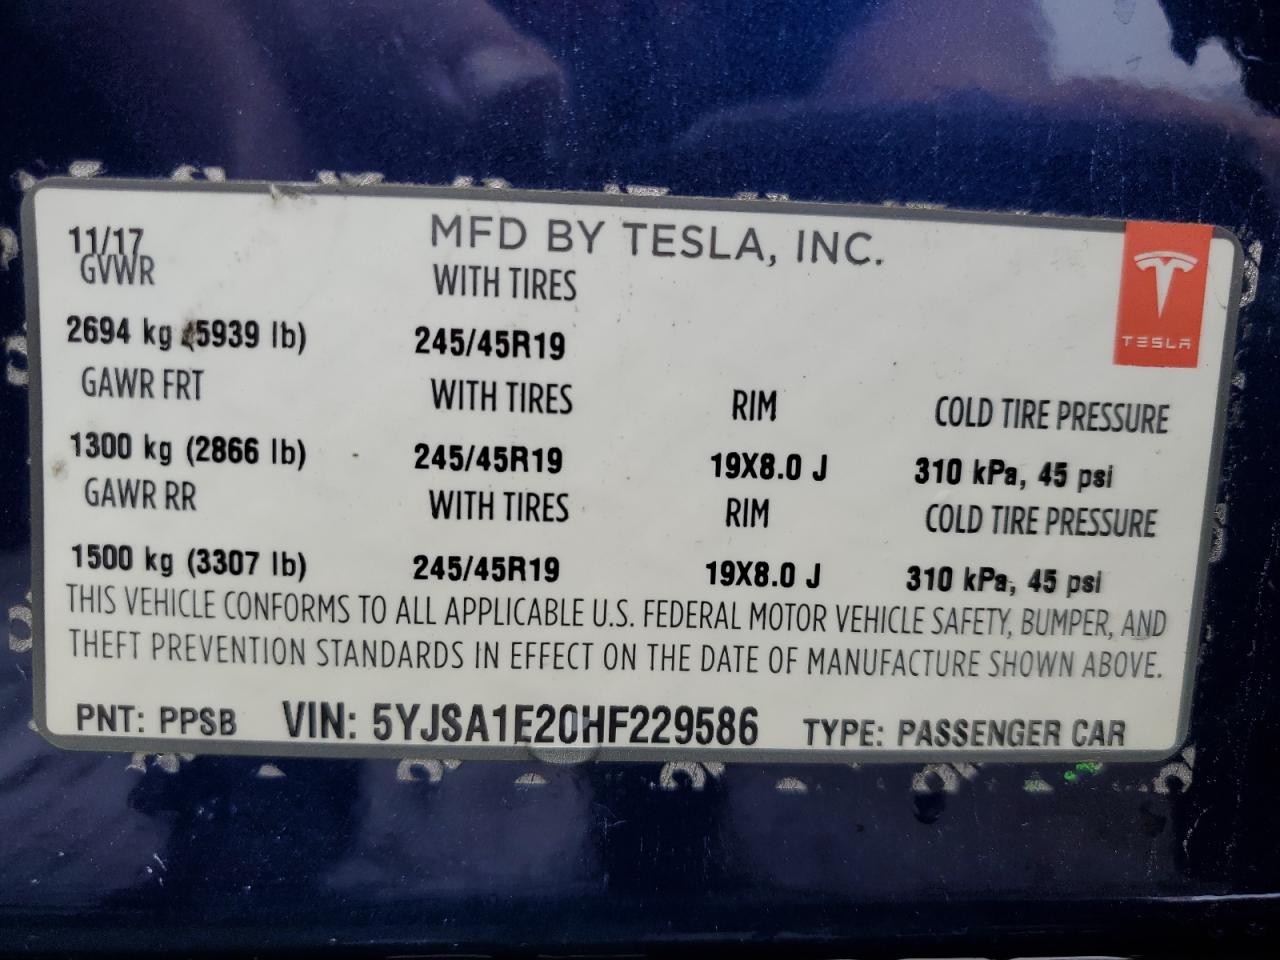 MFD BY TESLA, INC.
11/17
GVWR WITH TIRES
TESLA
2694 kg (5939 lb) 245/45R19
GAWR FRT WITH TIRES RIM COLD TIRE PRESSURE
1300 kg (2866 lb) 245/45R19 19X8.0 J 310 kPa, 45 psi
GAWR RR WITH TIRES RIM COLD TIRE PRESSURE
1500 kg (3307 lb) 245/45R19 19X8.0 J 310 kPa, 45 psi
THIS VEHICLE CONFORMS TO ALL APPLICABLE U.S. FEDERAL MOTOR VEHICLE SAFETY, BUMPER, AND
THEFT PREVENTION STANDARDS IN EFFECT ON THE DATE OF MANUFACTURE SHOWN ABOVE.
PNT: PPSB VIN: 5YJSA1E20HF229586 TYPE: PASSENGER CAR